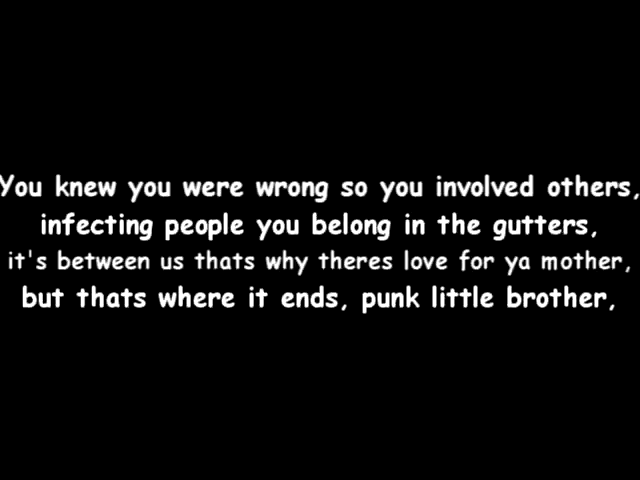 You knew you were wrong so you involved others,
infecting people you belong in the gutters,
it's between us thats why theres love for ya mother,
but thats where it ends, punk little brother,